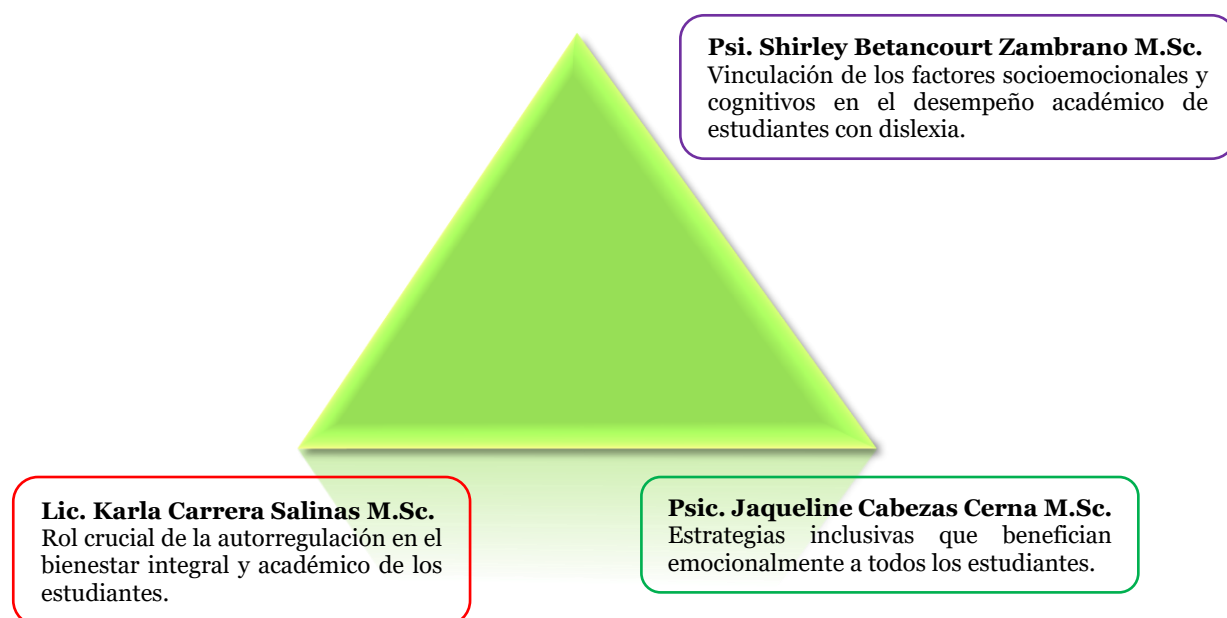 Psi. Shirley Betancourt Zambrano M.Sc.
Vinculación de los factores socioemocionales y
cognitivos en el desempeño académico de
estudiantes con dislexia.
Lic. Karla Carrera Salinas M.Sc.
Rol crucial de la autorregulación en el
bienestar integral y académico de los
estudiantes.
Psic. Jaqueline Cabezas Cerna M.Sc.
Estrategias inclusivas que benefician
emocionalmente a todos los estudiantes.